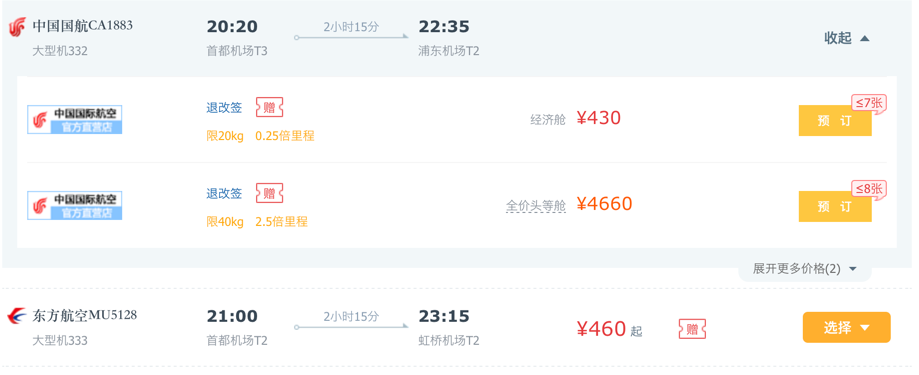 中国国航CA1883 20:20 2小时15分 22:35 收起
大型机332 首都机场T3 浦东机场T2
中国国际航空 退改签 赠 经济舱 ¥430 预 订 ≤7张
官方直营店 限20kg 0.25倍里程
中国国际航空 退改签 赠 全价头等舱 ¥4660 预 订 ≤8张
官方直营店 限40kg 2.5倍里程
展开更多价格(2)
东方航空MU5128 21:00 2小时15分 23:15 ¥460 起 赠 选择
大型机333 首都机场T2 虹桥机场T2